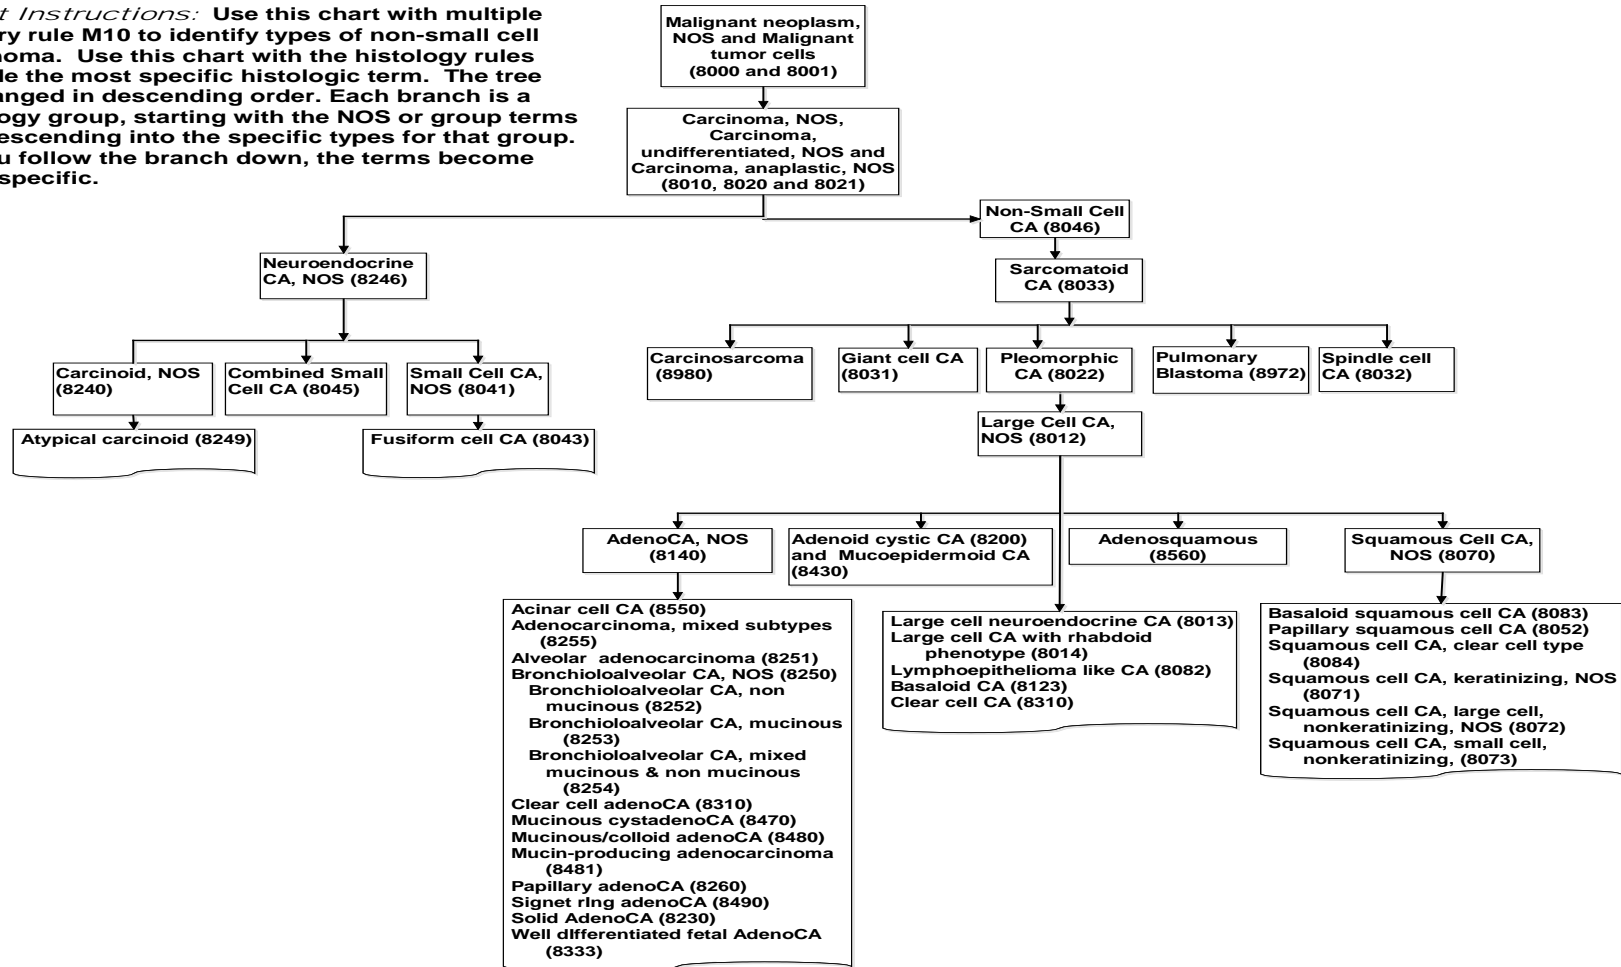 Instructions: Use this chart with multiple
rule M10 to identify types of non-small cell
Use this chart with the histology rules
the most specific histologic term. The tree
in descending order. Each branch is a
group, starting with the NOS or group terms
into the specific types for that group.
follow the branch down, the terms become
specific.
Malignant neoplasm,
NOS and Malignant
tumor cells
(8000 and 8001)
Carcinoma, NOS,
Carcinoma,
undifferentiated, NOS and
Carcinoma, anaplastic, NOS
(8010, 8020 and 8021)
Neuroendocrine
CA, NOS (8246)
Non-Small Cell
CA (8046)
Sarcomatoid
CA (8033)
Carcinoid, NOS
(8240)
Combined Small
Cell CA (8045)
Small Cell CA,
NOS (8041)
Atypical carcinoid (8249)
Fusiform cell CA (8043)
Carcinosarcoma
(8980)
Giant cell CA
(8031)
Pleomorphic
CA (8022)
Pulmonary
Blastoma (8972)
Spindle cell
CA (8032)
Large Cell CA,
NOS (8012)
AdenoCA, NOS
(8140)
Adenoid cystic CA (8200)
and Mucoepidermoid CA
(8430)
Adenosquamous
(8560)
Squamous Cell CA,
NOS (8070)
Acinar cell CA (8550)
Adenocarcinoma, mixed subtypes
(8255)
Alveolar adenocarcinoma (8251)
Bronchioloalveolar CA, NOS (8250)
Bronchioloalveolar CA, non
mucinous (8252)
Bronchioloalveolar CA, mucinous
(8253)
Bronchioloalveolar CA, mixed
mucinous & non mucinous
(8254)
Clear cell adenoCA (8310)
Mucinous cystadenoCA (8470)
Mucinous/colloid adenoCA (8480)
Mucin-producing adenocarcinoma
(8481)
Papillary adenoCA (8260)
Signet rIng adenoCA (8490)
Solid AdenoCA (8230)
Well dIfferentiated fetal AdenoCA
(8333)
Large cell neuroendocrine CA (8013)
Large cell CA with rhabdoid
phenotype (8014)
Lymphoepithelioma like CA (8082)
Basaloid CA (8123)
Clear cell CA (8310)
Basaloid squamous cell CA (8083)
Papillary squamous cell CA (8052)
Squamous cell CA, clear cell type
(8084)
Squamous cell CA, keratinizing, NOS
(8071)
Squamous cell CA, large cell,
nonkeratinizing, NOS (8072)
Squamous cell CA, small cell,
nonkeratinizing, (8073)